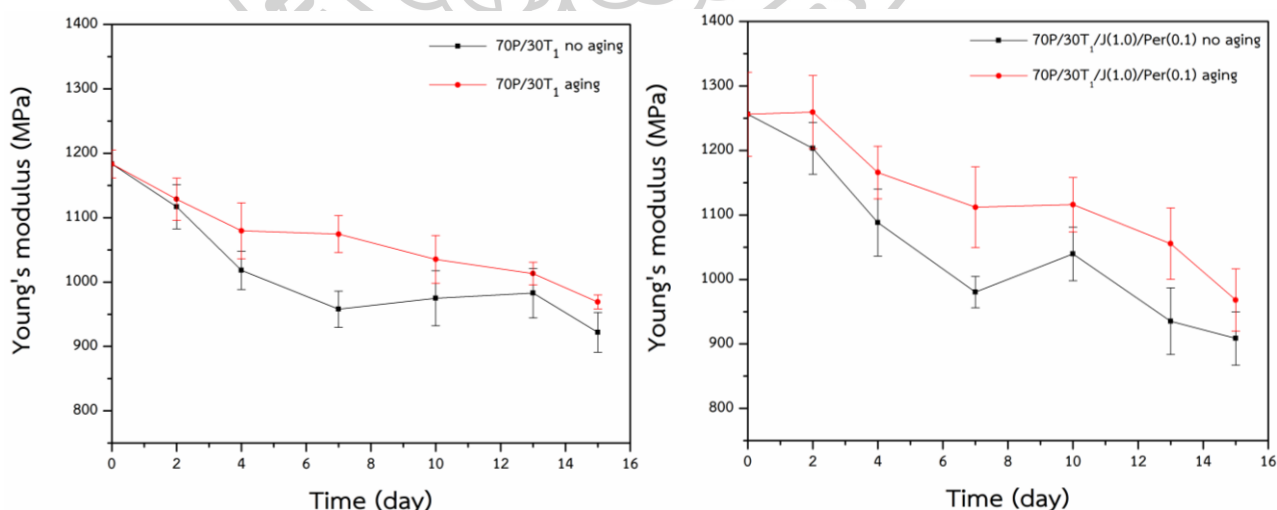 1400
1300
1200
1100
1000
900
800
Young's modulus (MPa)
70P/30T₁ no aging
70P/30T₁ aging
0 2 4 6 8 10 12 14 16
Time (day)
1400
1300
1200
1100
1000
900
800
Young's modulus (MPa)
70P/30T₁/J(1.0)/Per(0.1) no aging
70P/30T₁/J(1.0)/Per(0.1) aging
0 2 4 6 8 10 12 14 16
Time (day)